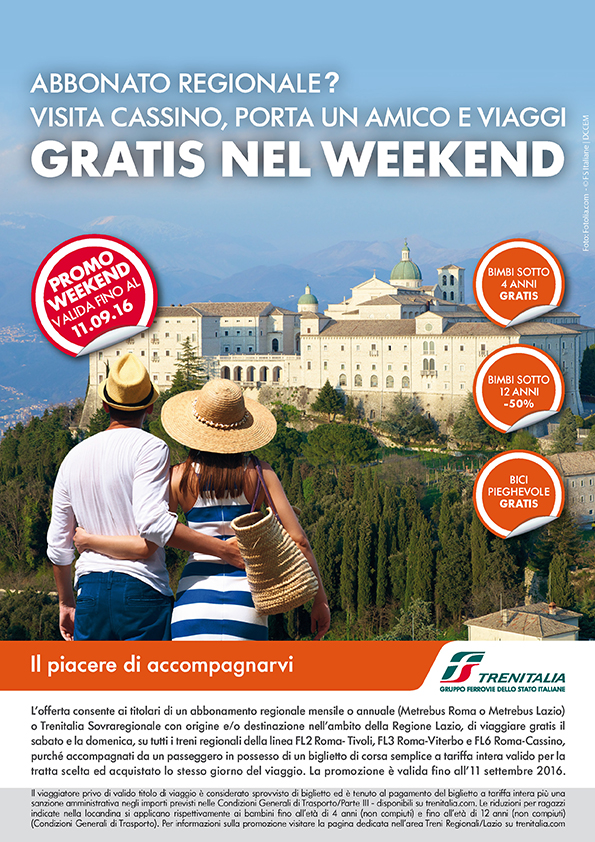 ABBONATO REGIONALE?
VISITA CASSINO, PORTA UN AMICO E VIAGGI
GRATIS NEL WEEKEND
Foto: Fotolia.com - © FS Italiane | DCCEM
PROMO
WEEKEND
VALIDA FINO AL
11.09.16
BIMBI SOTTO
4 ANNI
GRATIS
BIMBI SOTTO
12 ANNI
-50%
BICI
PIEGHEVOLE
GRATIS
Il piacere di accompagnarvi
TRENITALIA
GRUPPO FERROVIE DELLO STATO ITALIANE
L'offerta consente ai titolari di un abbonamento regionale mensile o annuale (Metrebus Roma o Metrebus Lazio)
o Trenitalia Sovraregionale con origine e/o destinazione nell'ambito della Regione Lazio, di viaggiare gratis il
sabato e la domenica, su tutti i treni regionali della linea FL2 Roma- Tivoli, FL3 Roma-Viterbo e FL6 Roma-Cassino,
purché accompagnati da un passeggero in possesso di un biglietto di corsa semplice a tariffa intera valido per la
tratta scelta ed acquistato lo stesso giorno del viaggio. La promozione è valida fino all'11 settembre 2016.
Il viaggiatore privo di valido titolo di viaggio è considerato sprovvisto di biglietto ed è tenuto al pagamento del biglietto a tariffa intera più una
sanzione amministrativa negli importi previsti nelle Condizioni Generali di Trasporto/Parte III - disponibili su trenitalia.com. Le riduzioni per ragazzi
indicate nella locandina si applicano rispettivamente ai bambini fino all'età di 4 anni (non compiuti) e fino all'età di 12 anni (non compiuti)
(Condizioni Generali di Trasporto). Per informazioni sulla promozione visitare la pagina dedicata nell'area Treni Regionali/Lazio su trenitalia.com